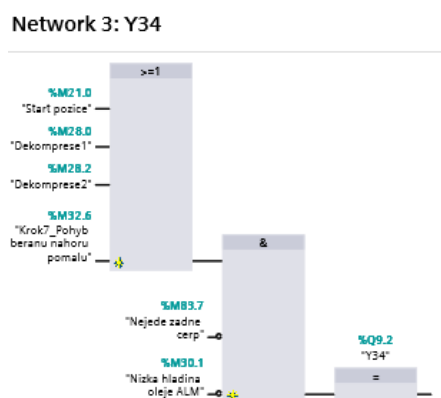 Network 3: Y34
>=1
%M21.0
"Start pozice"
%M28.0
"Dekomprese1"
%M28.2
"Dekomprese2"
%M32.6
"Krok7_Pohyb
beranu nahoru
pomalu"
&
%M83.7
"Nejede zadne
cerp"
%M30.1
"Nizka hladina
oleje ALM"
%Q9.2
"Y34"
=